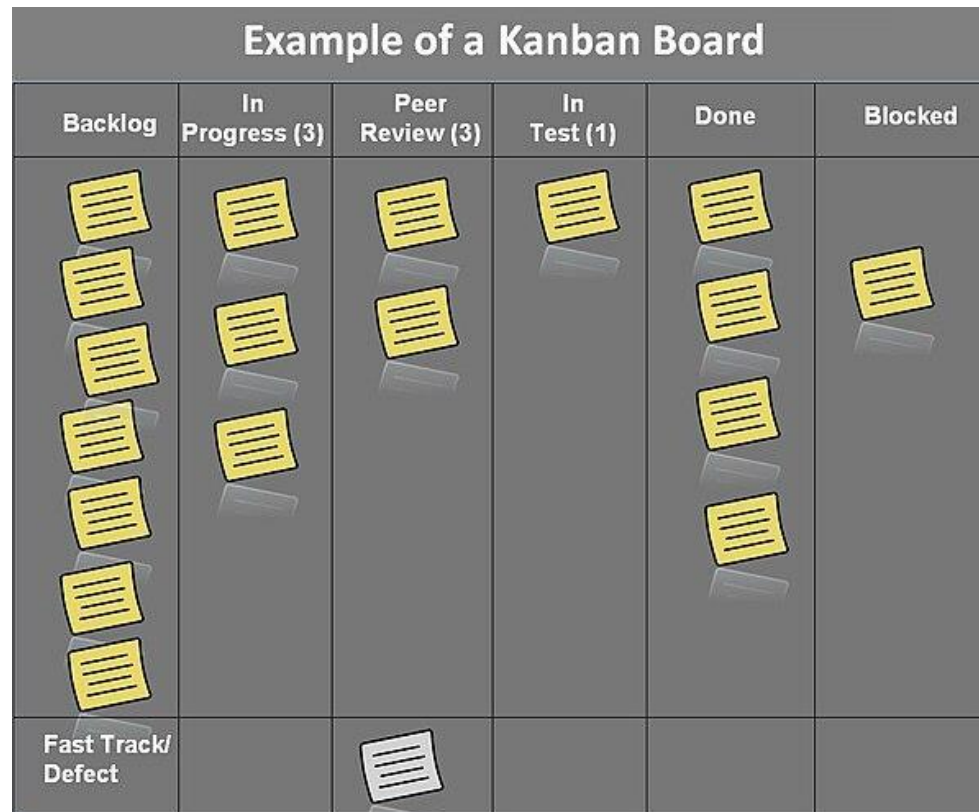 Example of a Kanban Board
Backlog
In
Progress (3)
Peer
Review (3)
In
Test (1)
Done
Blocked
Fast Track/
Defect